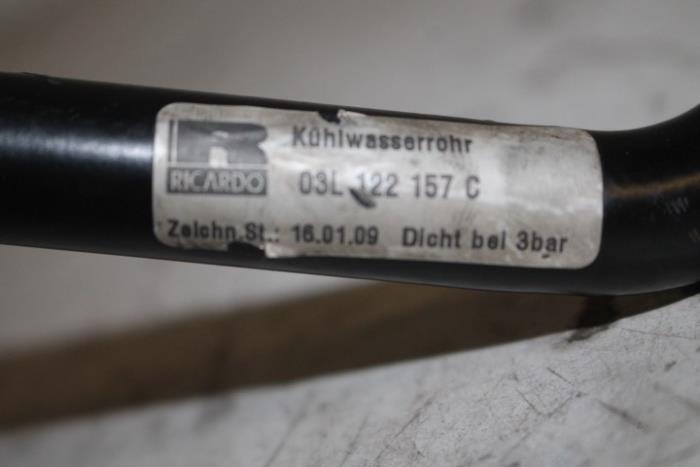 Kühlwasserrohr
RICARDO 03L 122 157 C
Zeichn.St.: 16.01.09 Dicht bei 3bar